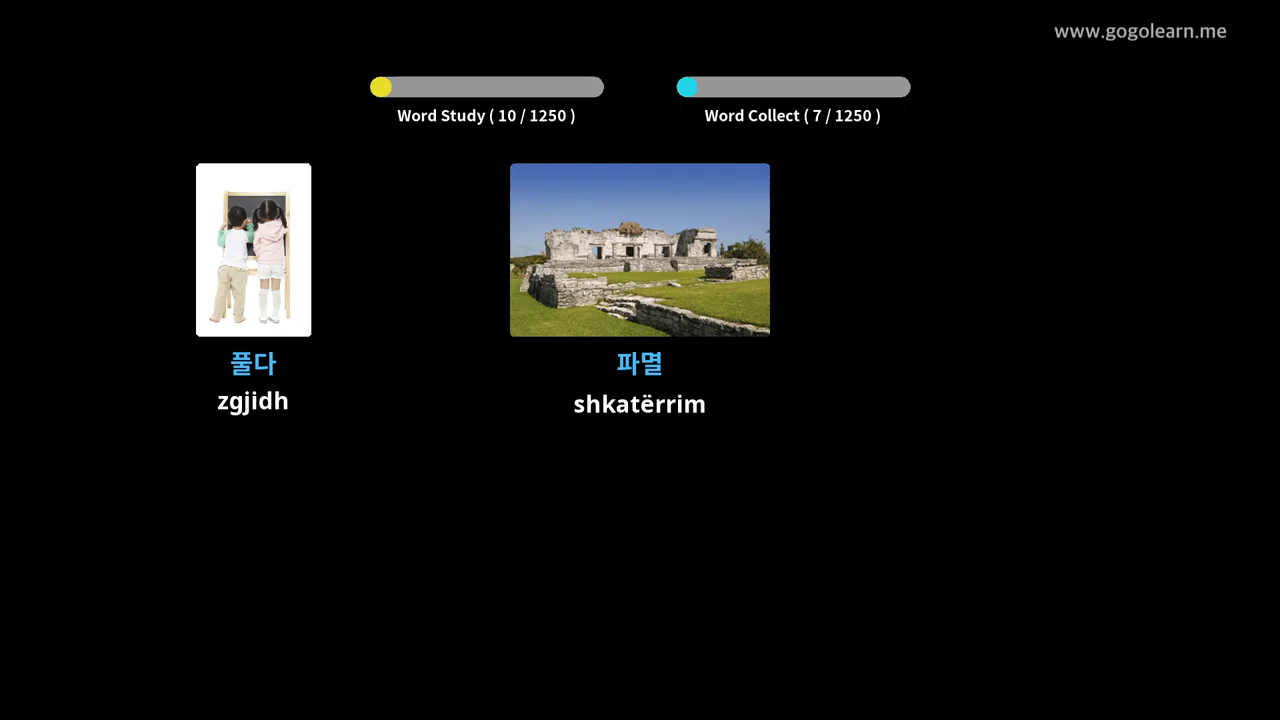 www.gogolearn.me
Word Study ( 10 / 1250 )
Word Collect ( 7 / 1250 )
풀다
zgjidh
파멸
shkatërrim